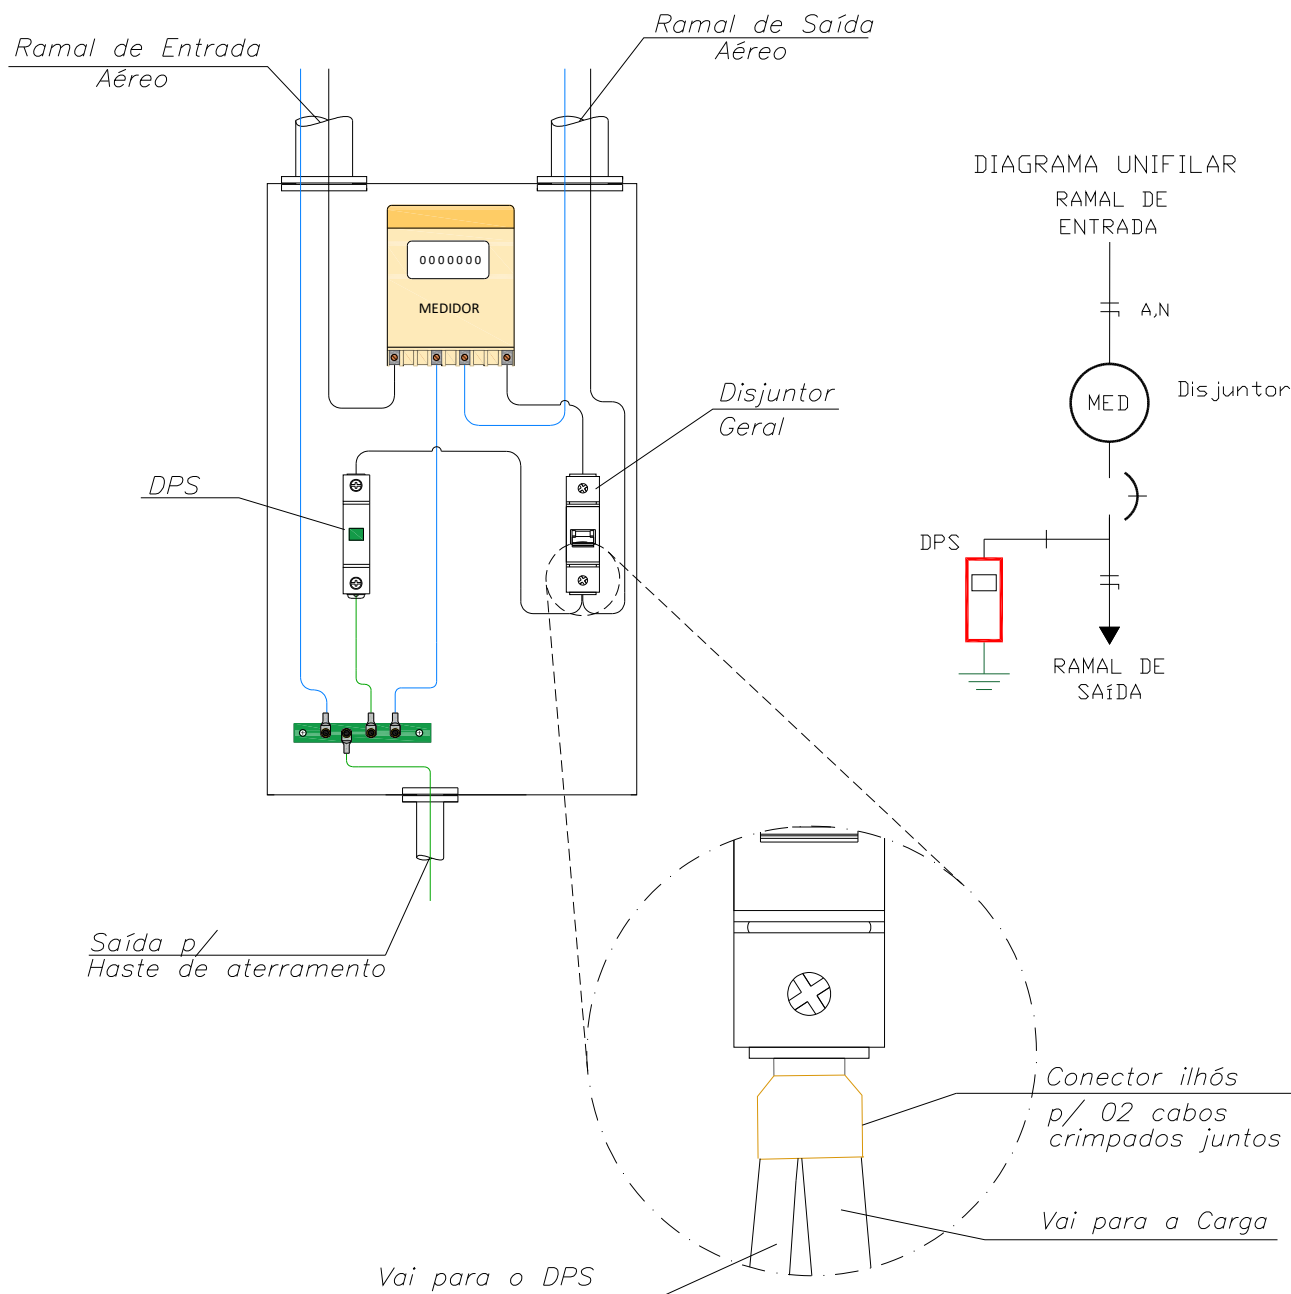 Ramal de Entrada
Aéreo
Ramal de Saída
Aéreo
DIAGRAMA UNIFILAR
RAMAL DE
ENTRADA
0000000
MEDIDOR
A,N
MED
Disjuntor
Disjuntor
Geral
DPS
DPS
RAMAL DE
SAíDA
Saída p/
Haste de aterramento
Conector ilhós
p/ 02 cabos
crimpados juntos
Vai para a Carga
Vai para o DPS